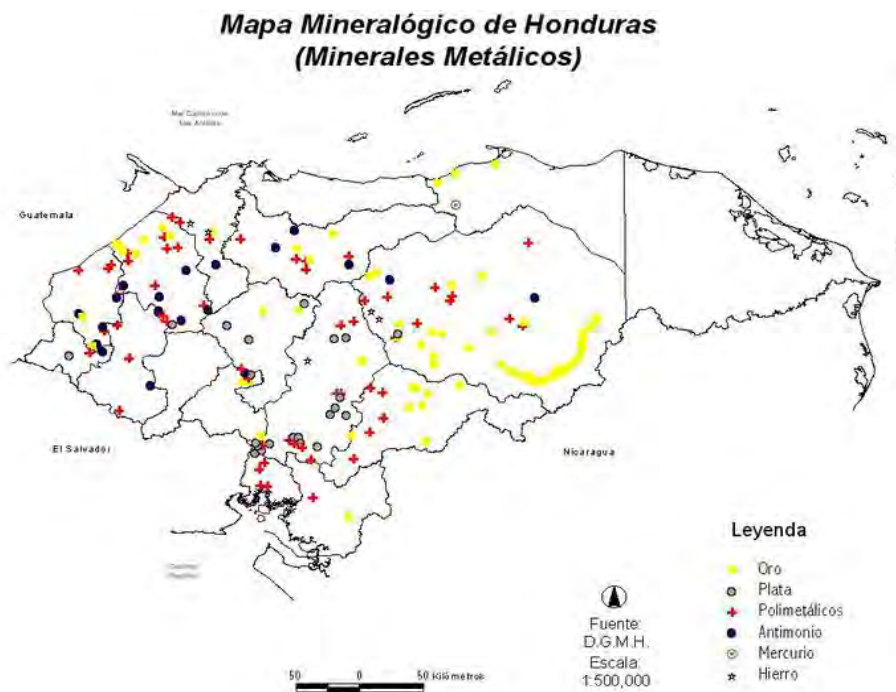 Mapa Mineralógico de Honduras
(Minerales Metálicos)
Guatemala
El Salvador
Nicaragua
Leyenda
Oro
Plata
Polimetálicos
Antimonio
Mercurio
Hierro
Fuente:
D.G.M.H.
Escala:
1:500,000
50 0 50 Kilómetros